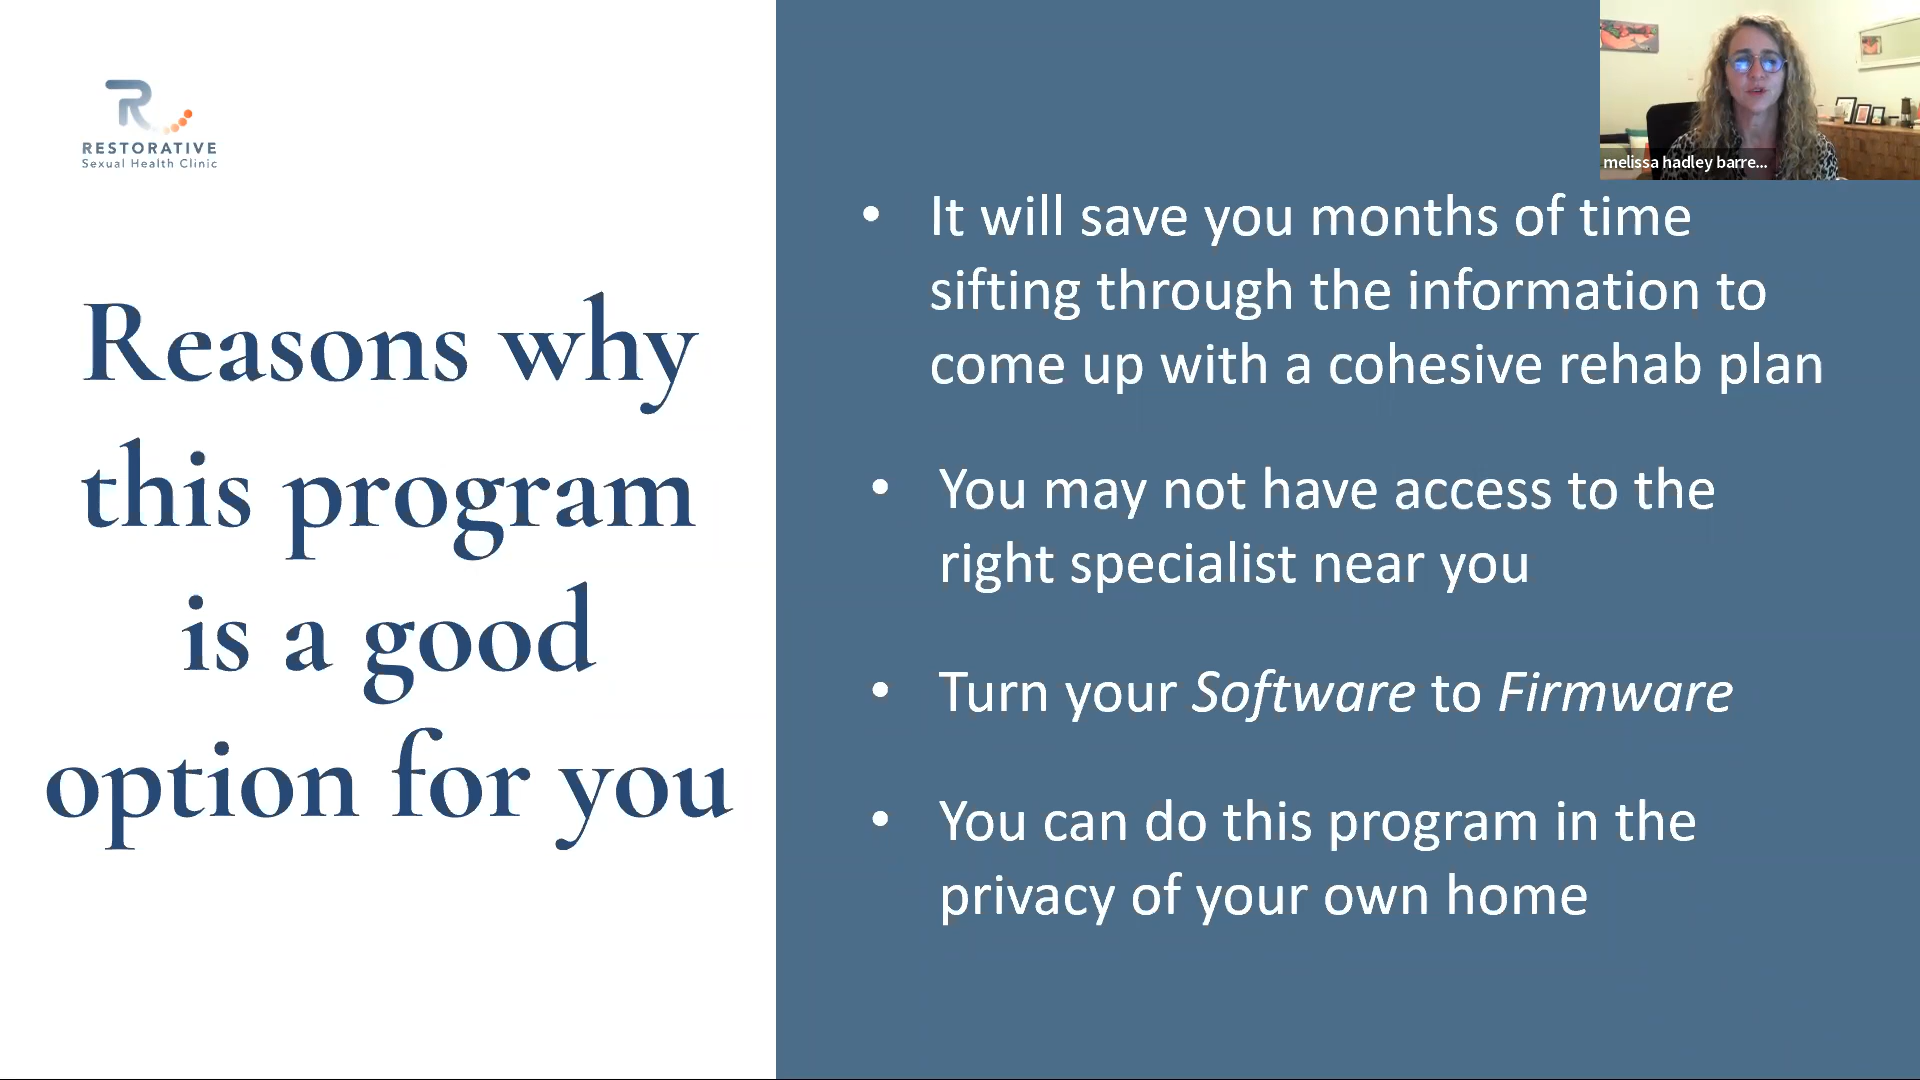 RESTORATIVE
Sexual Health Clinic
Reasons why
this program
is a good
option for you
melissa hadley barre...
• It will save you months of time
sifting through the information to
come up with a cohesive rehab plan
• You may not have access to the
right specialist near you
• Turn your Software to Firmware
• You can do this program in the
privacy of your own home